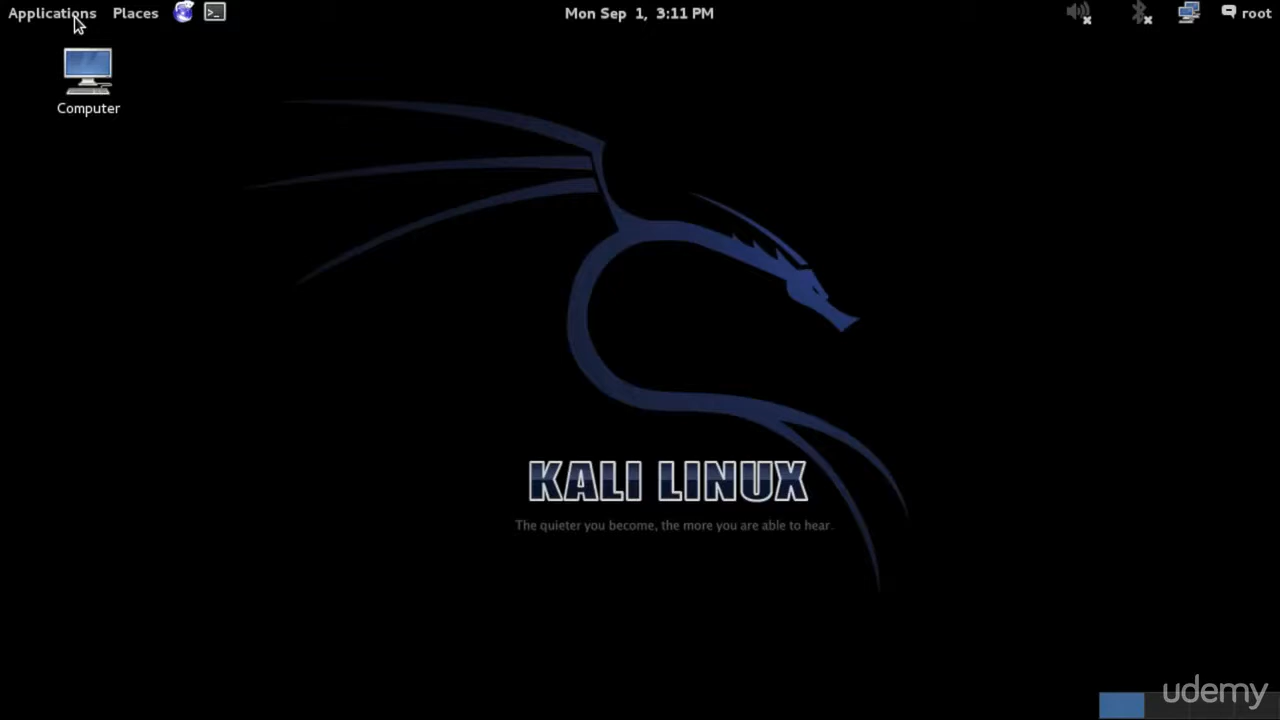 Applications Places Mon Sep 1, 3:11 PM root
Computer
KALI LINUX
The quieter you become, the more you are able to hear.
udemy